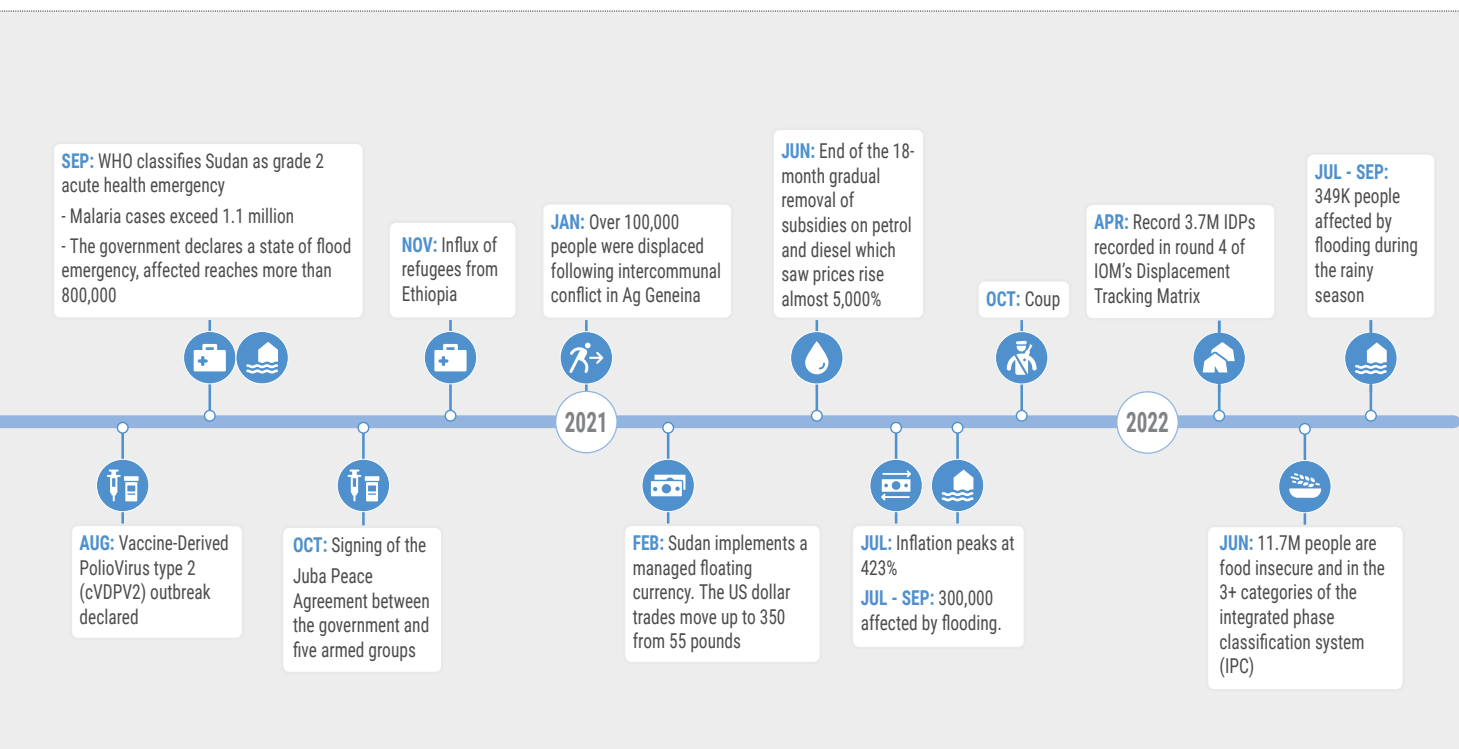 SEP: WHO classifies Sudan as grade 2
acute health emergency
- Malaria cases exceed 1.1 million
- The government declares a state of flood
emergency, affected reaches more than
800,000
NOV: Influx of
refugees from
Ethiopia
JAN: Over 100,000
people were displaced
following intercommunal
conflict in Ag Geneina
JUN: End of the 18-
month gradual
removal of
subsidies on petrol
and diesel which
saw prices rise
almost 5,000%
OCT: Coup
APR: Record 3.7M IDPs
recorded in round 4 of
IOM's Displacement
Tracking Matrix
JUL - SEP:
349K people
affected by
flooding during
the rainy
season
2021
2022
AUG: Vaccine-Derived
PolioVirus type 2
(cVDPV2) outbreak
declared
OCT: Signing of the
Juba Peace
Agreement between
the government and
five armed groups
FEB: Sudan implements a
managed floating
currency. The US dollar
trades move up to 350
from 55 pounds
JUL: Inflation peaks at
423%
JUL - SEP: 300,000
affected by flooding.
JUN: 11.7M people are
food insecure and in the
3+ categories of the
integrated phase
classification system
(IPC)